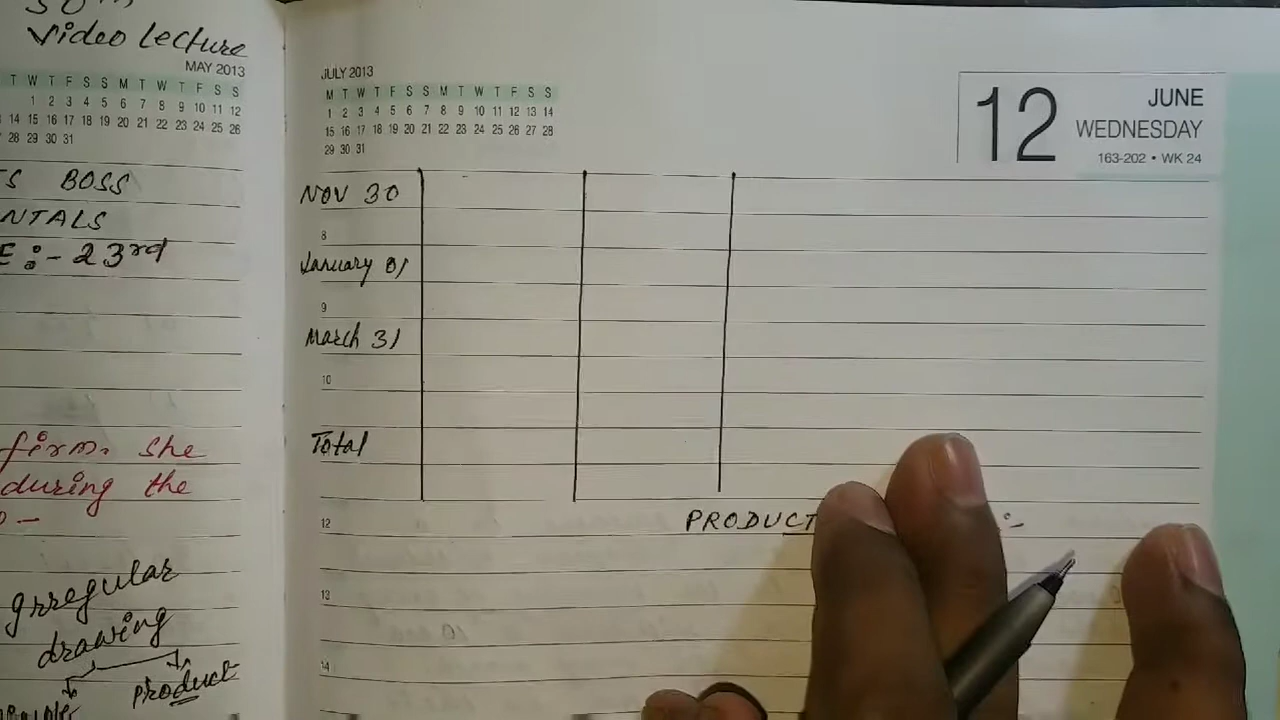 Video Lecture
MAY 2013
T W T F S S M T W T F S S
1 2 3 4 5 6 7 8 9 10 11 12
14 15 16 17 18 19 20 21 22 23 24 25 26
28 29 30 31
BOSS
NTALS
E :- 23rd
firm. She
during the
Irregular
drawing
product
JULY 2013
M T W T F S S M T W T F S S
1 2 3 4 5 6 7 8 9 10 11 12 13 14
15 16 17 18 19 20 21 22 23 24 25 26 27 28
29 30 31
12 JUNE
WEDNESDAY
163-202 • WK 24
NOV 30
8
January 01
9
March 31
10
Total
12
PRODUCT :-
13
14